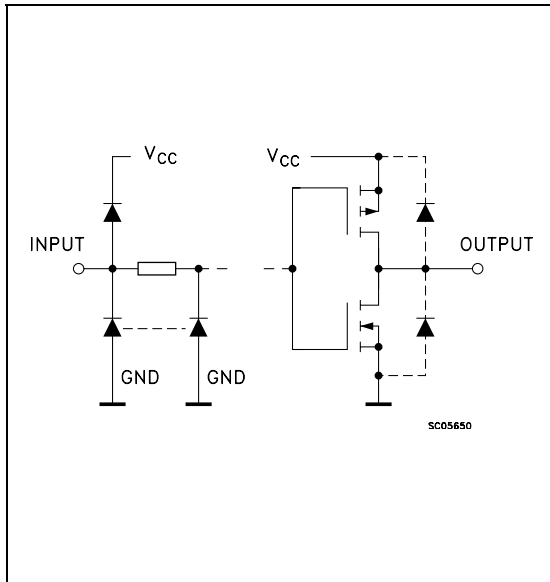 VCC
VCC
INPUT
OUTPUT
GND
GND
SC05650